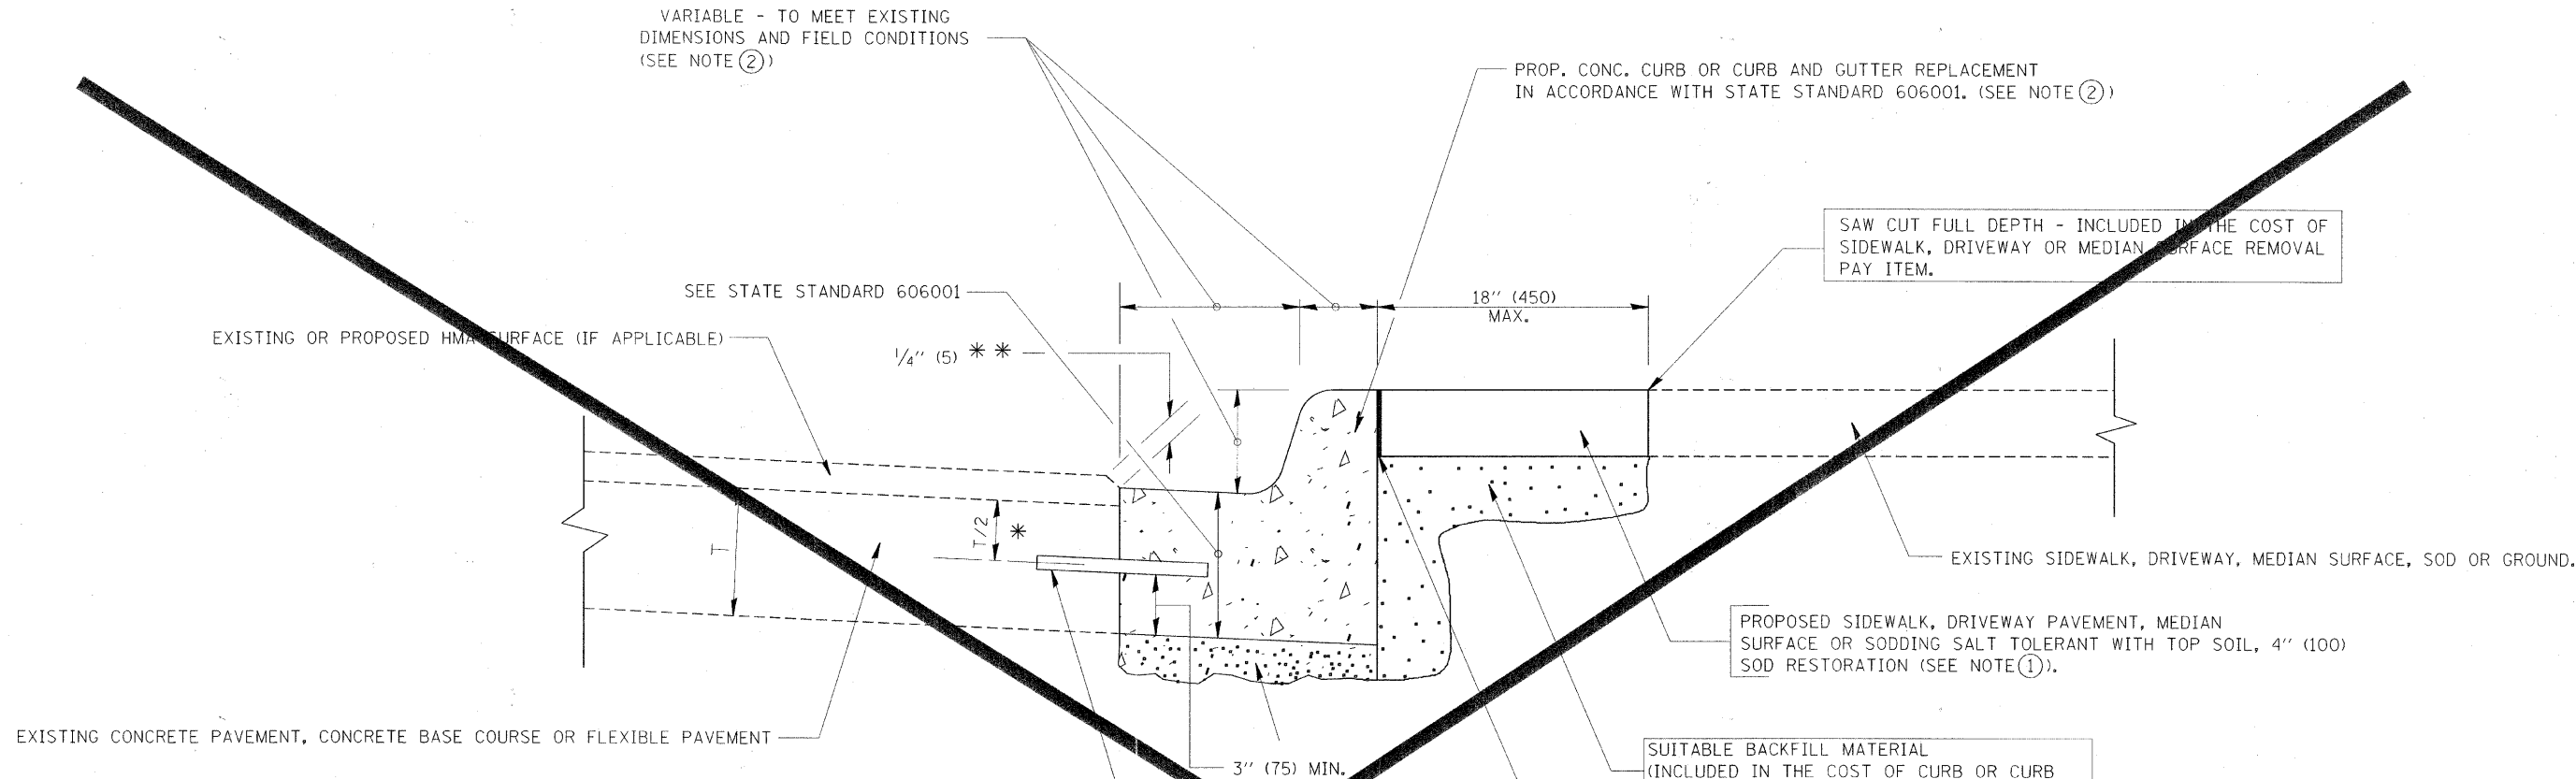 VARIABLE - TO MEET EXISTING
DIMENSIONS AND FIELD CONDITIONS
(SEE NOTE 2)
PROP. CONC. CURB OR CURB AND GUTTER REPLACEMENT
IN ACCORDANCE WITH STATE STANDARD 606001. (SEE NOTE 2)
SAW CUT FULL DEPTH - INCLUDED IN THE COST OF
SIDEWALK, DRIVEWAY OR MEDIAN SURFACE REMOVAL
PAY ITEM.
SEE STATE STANDARD 606001
18" (450)
MAX.
EXISTING OR PROPOSED HMA SURFACE (IF APPLICABLE)
1/4" (5) * *
T/2 *
T
EXISTING SIDEWALK, DRIVEWAY, MEDIAN SURFACE, SOD OR GROUND.
PROPOSED SIDEWALK, DRIVEWAY PAVEMENT, MEDIAN
SURFACE OR SODDING SALT TOLERANT WITH TOP SOIL, 4" (100)
SOD RESTORATION (SEE NOTE 1).
EXISTING CONCRETE PAVEMENT, CONCRETE BASE COURSE OR FLEXIBLE PAVEMENT
3" (75) MIN.
SUITABLE BACKFILL MATERIAL
(INCLUDED IN THE COST OF CURB OR CURB